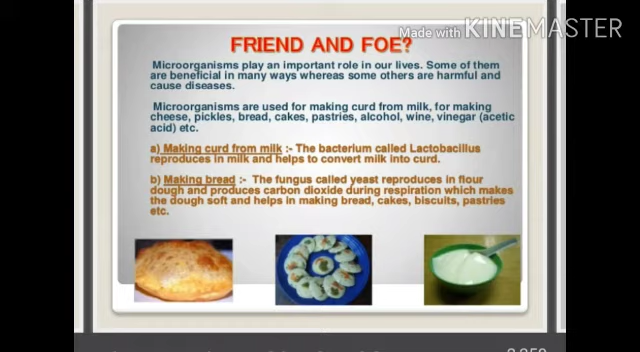 Made with KINEMASTER
FRIEND AND FOE?
Microorganisms play an important role in our lives. Some of them
are beneficial in many ways whereas some others are harmful and
cause diseases.
Microorganisms are used for making curd from milk, for making
cheese, pickles, bread, cakes, pastries, alcohol, wine, vinegar (acetic
acid) etc.
a) Making curd from milk :- The bacterium called Lactobacillus
reproduces in milk and helps to convert milk into curd.
b) Making bread :- The fungus called yeast reproduces in flour
dough and produces carbon dioxide during respiration which makes
the dough soft and helps in making bread, cakes, biscuits, pastries
etc.